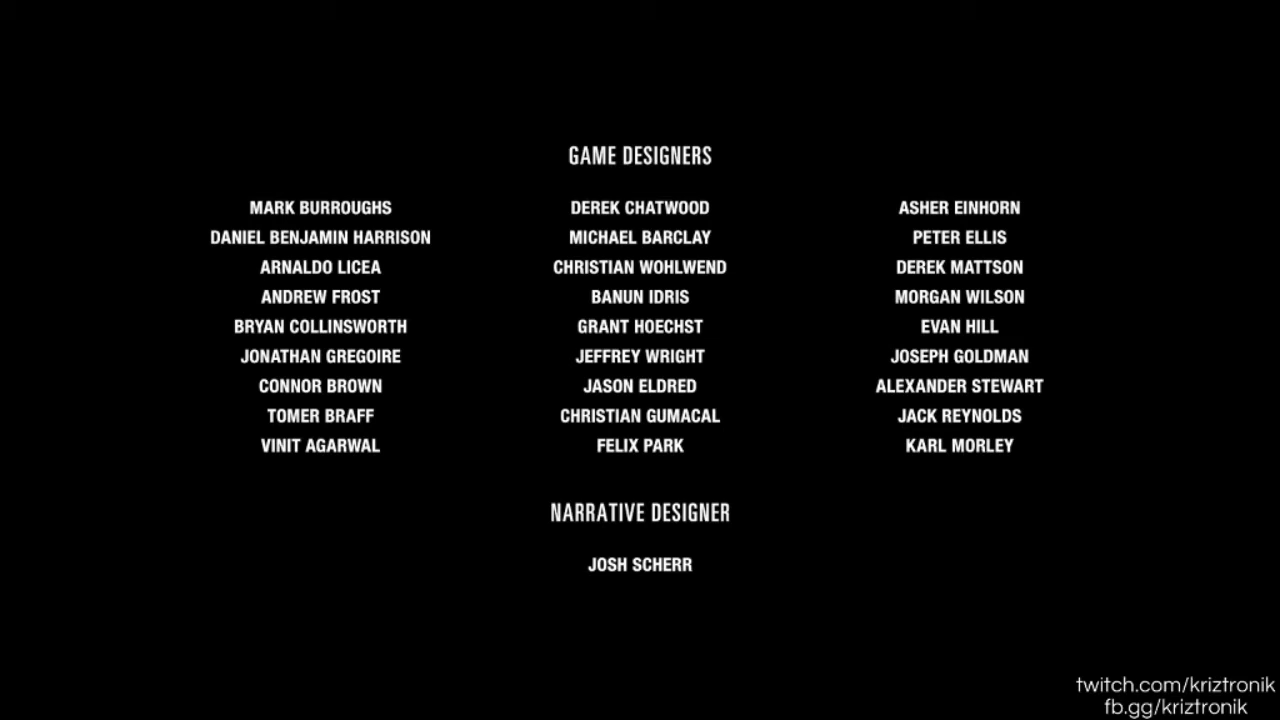 GAME DESIGNERS
MARK BURROUGHS DEREK CHATWOOD ASHER EINHORN
DANIEL BENJAMIN HARRISON MICHAEL BARCLAY PETER ELLIS
ARNALDO LICEA CHRISTIAN WOHLWEND DEREK MATTSON
ANDREW FROST BANUN IDRIS MORGAN WILSON
BRYAN COLLINSWORTH GRANT HOECHST EVAN HILL
JONATHAN GREGOIRE JEFFREY WRIGHT JOSEPH GOLDMAN
CONNOR BROWN JASON ELDRED ALEXANDER STEWART
TOMER BRAFF CHRISTIAN GUMACAL JACK REYNOLDS
VINIT AGARWAL FELIX PARK KARL MORLEY
NARRATIVE DESIGNER
JOSH SCHERR
twitch.com/kriztronik
fb.gg/kriztronik